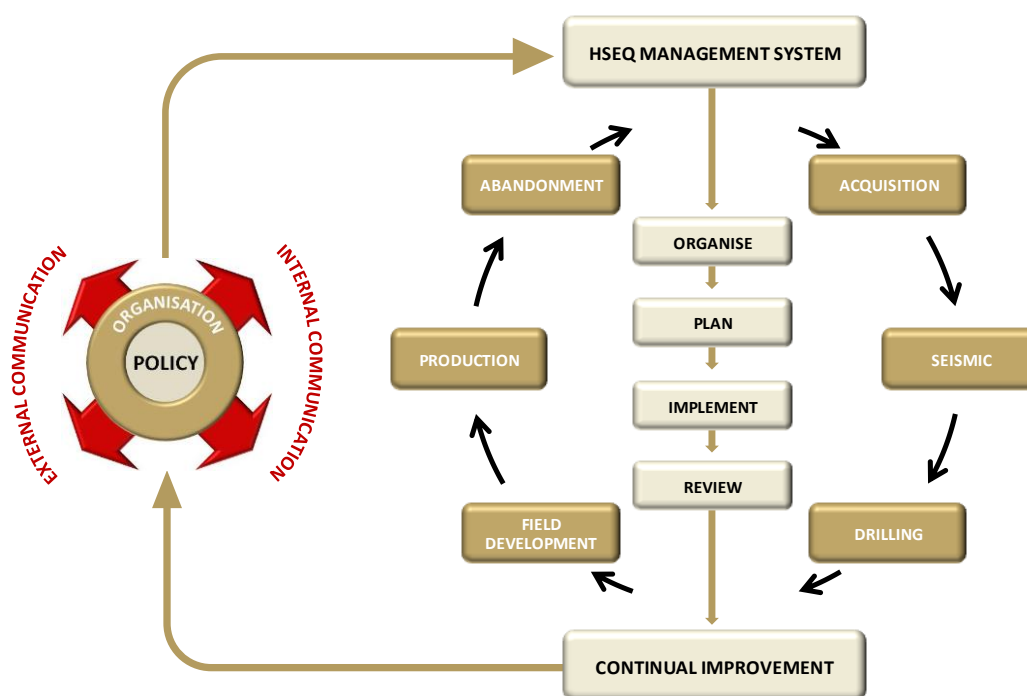 HSEQ MANAGEMENT SYSTEM
ABANDONMENT
ACQUISITION
ORGANISE
EXTERNAL COMMUNICATION
INTERNAL COMMUNICATION
ORGANISATION
POLICY
PLAN
PRODUCTION
SEISMIC
IMPLEMENT
REVIEW
FIELD
DEVELOPMENT
DRILLING
CONTINUAL IMPROVEMENT